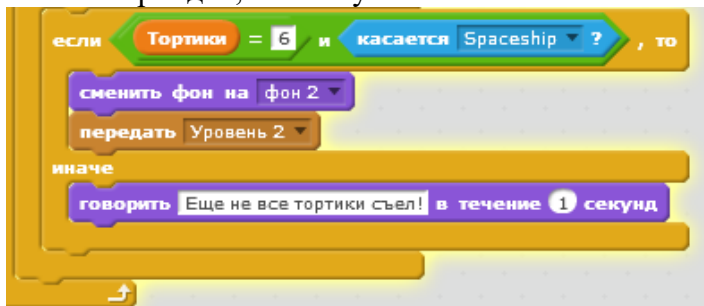 если Тортики = 6 и касается Spaceship ? , то
сменить фон на фон 2
передать Уровень 2
иначе
говорить Еще не все тортики съел! в течение 1 секунд